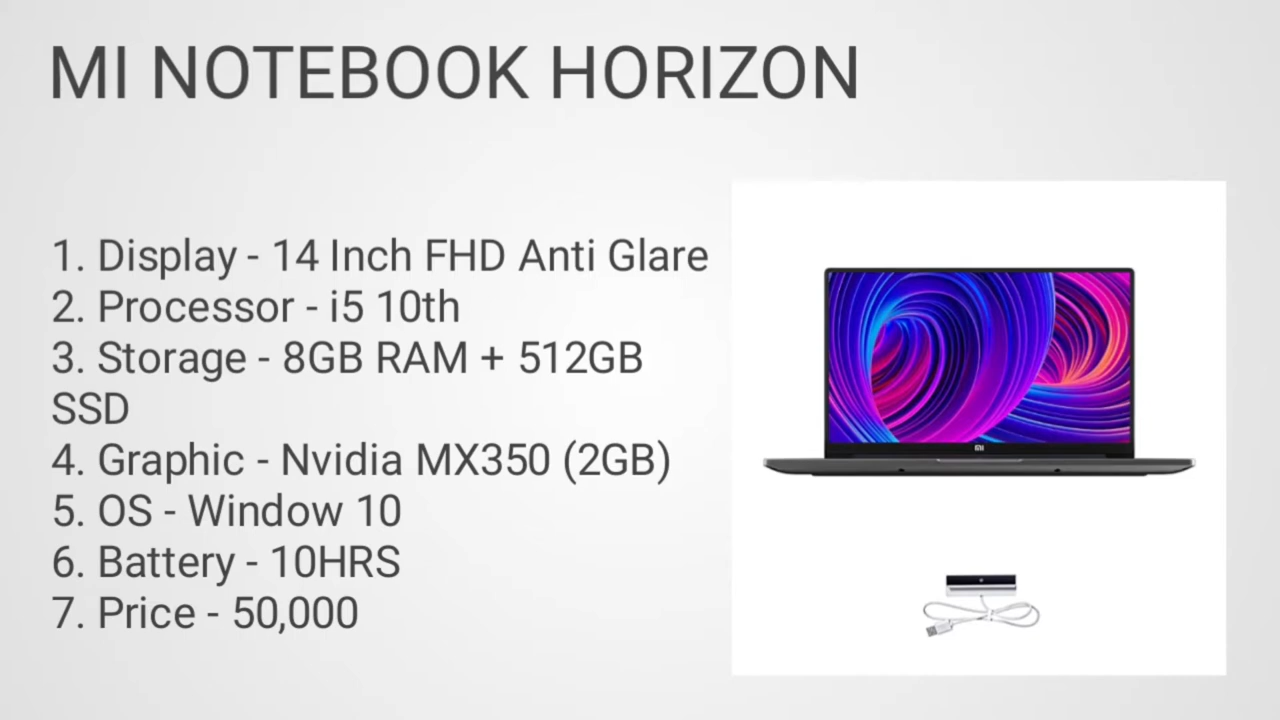 MI NOTEBOOK HORIZON
1. Display - 14 Inch FHD Anti Glare
2. Processor - i5 10th
3. Storage - 8GB RAM + 512GB
SSD
4. Graphic - Nvidia MX350 (2GB)
5. OS - Window 10
6. Battery - 10HRS
7. Price - 50,000
mi